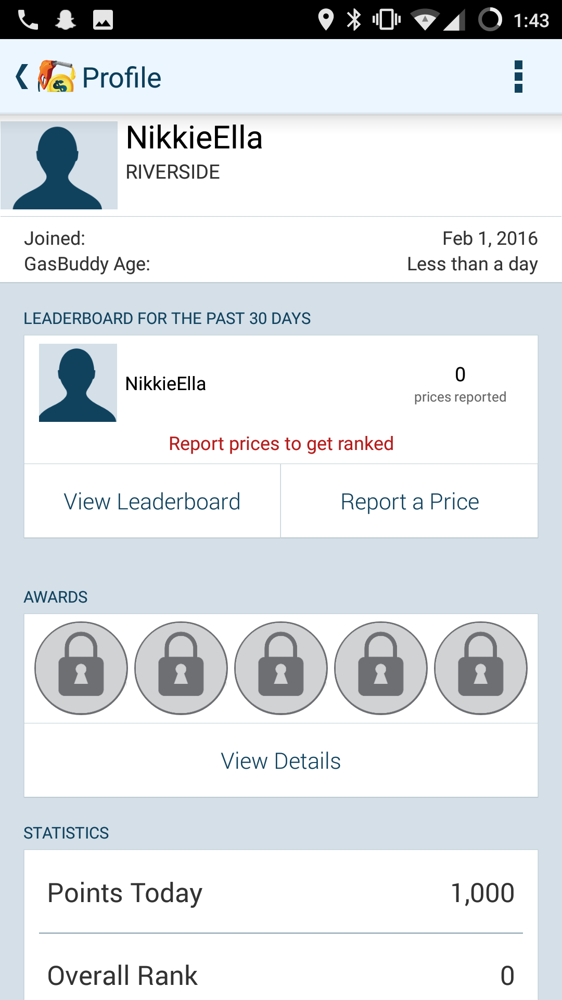 1:43
Profile
NikkieElla
RIVERSIDE
Joined: Feb 1, 2016
GasBuddy Age: Less than a day
LEADERBOARD FOR THE PAST 30 DAYS
NikkieElla 0
prices reported
Report prices to get ranked
View Leaderboard Report a Price
AWARDS
View Details
STATISTICS
Points Today 1,000
Overall Rank 0